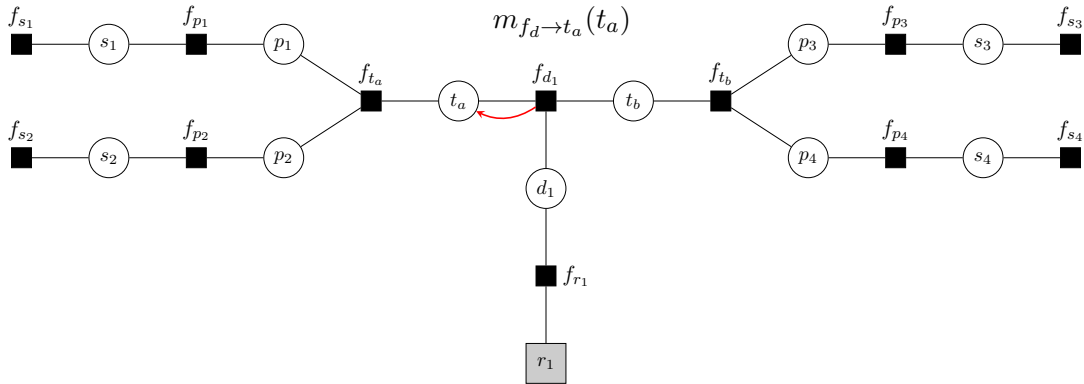 m_{f_d→t_a}(t_a)
f_{s_1} s_1 f_{p_1} p_1 p_3 f_{p_3} s_3 f_{s_3}
f_{t_a} t_a f_{d_1} t_b f_{t_b}
f_{s_2} s_2 f_{p_2} p_2 p_4 f_{p_4} s_4 f_{s_4}
d_1
f_{r_1}
r_1